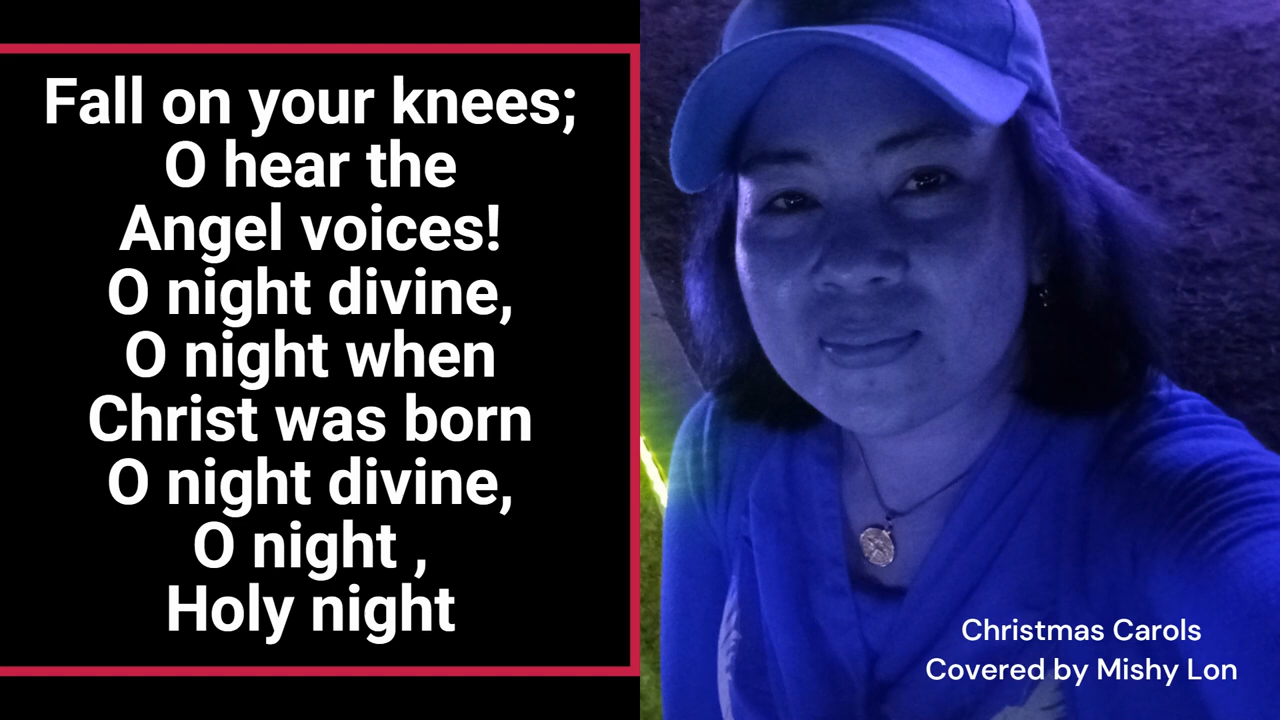 Fall on your knees;
O hear the
Angel voices!
O night divine,
O night when
Christ was born
O night divine,
O night ,
Holy night
Christmas Carols
Covered by Mishy Lon